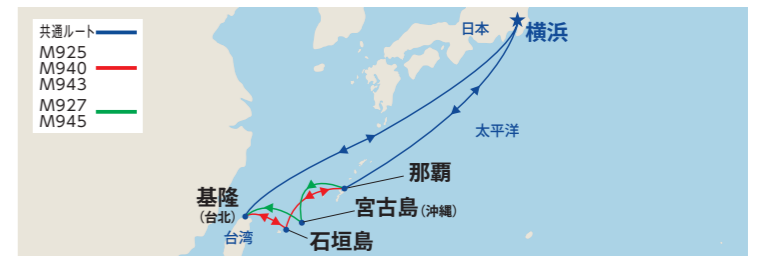 共通ルート
M925
M940
M943
M927
M945
日本
横浜
太平洋
那覇
宮古島(沖縄)
基隆
(台北)
台湾
石垣島